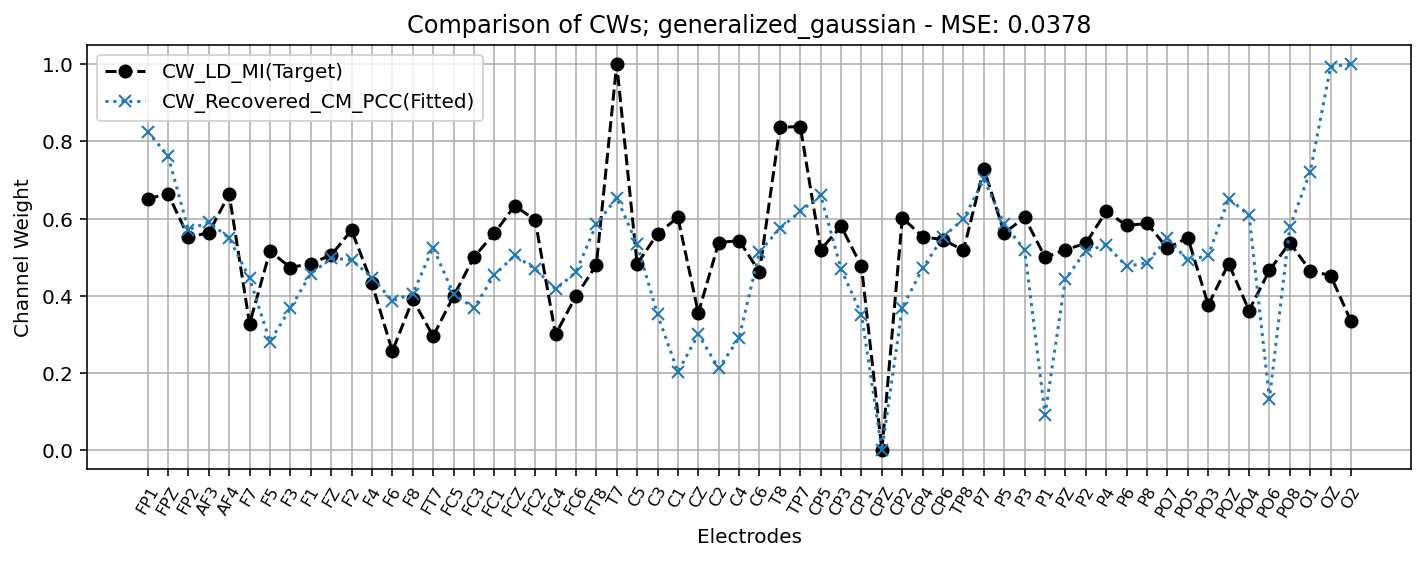 Comparison of CWs; generalized_gaussian - MSE: 0.0378
CW_LD_MI(Target)
CW_Recovered_CM_PCC(Fitted)
Channel Weight
1.0
0.8
0.6
0.4
0.2
0.0
FP1 FPZ FP2 AF3 AF4 F7 F5 F3 F1 FZ F2 F4 F6 F8 FT7 FC5 FC3 FC1 FCZ FC2 FC4 FC6 FT8 T7 C5 C3 C1 CZ C2 C4 C6 T8 TP7 CP5 CP3 CP1 CPZ CP2 CP4 CP6 TP8 P7 P5 P3 P1 PZ P2 P4 P6 P8 PO7 PO5 PO3 POZ PO4 PO6 PO8 O1 OZ O2
Electrodes